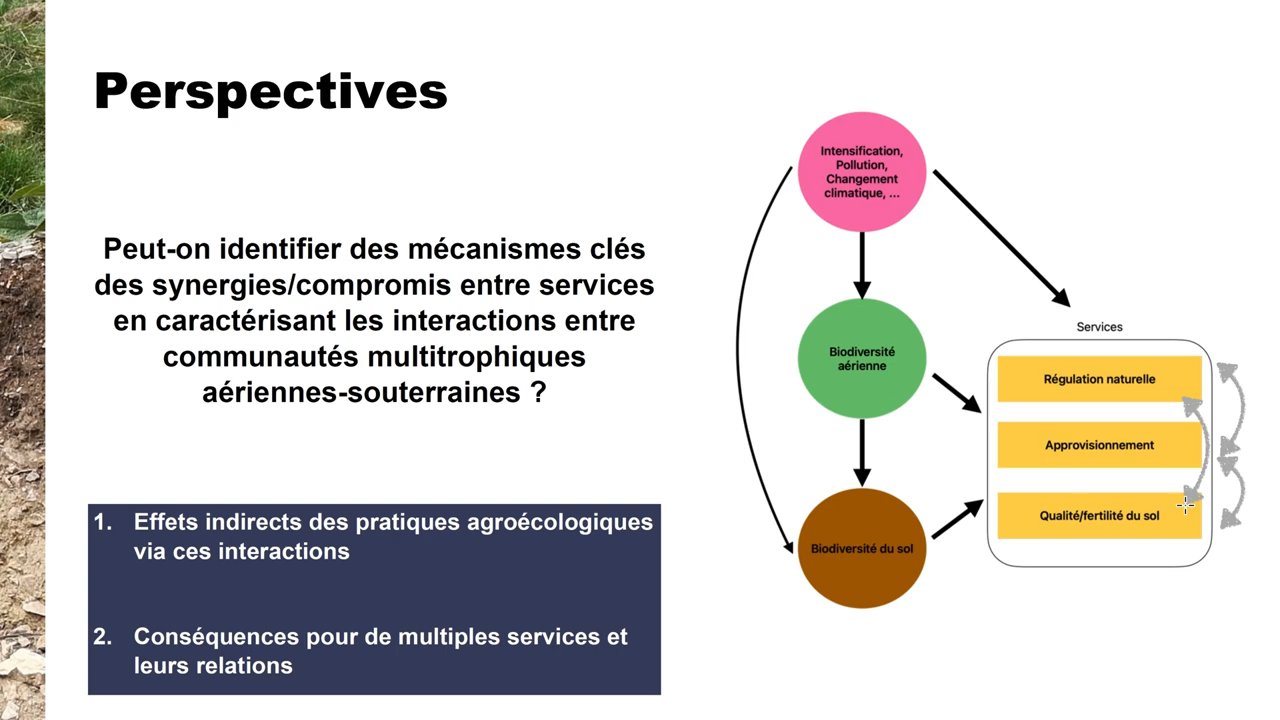 Perspectives
Peut-on identifier des mécanismes clés
des synergies/compromis entre services
en caractérisant les interactions entre
communautés multitrophiques
aériennes-souterraines ?
1. Effets indirects des pratiques agroécologiques
via ces interactions
2. Conséquences pour de multiples services et
leurs relations
Intensification,
Pollution,
Changement
climatique, ...
Biodiversité
aérienne
Biodiversité du sol
Services
Régulation naturelle
Approvisionnement
Qualité/fertilité du sol